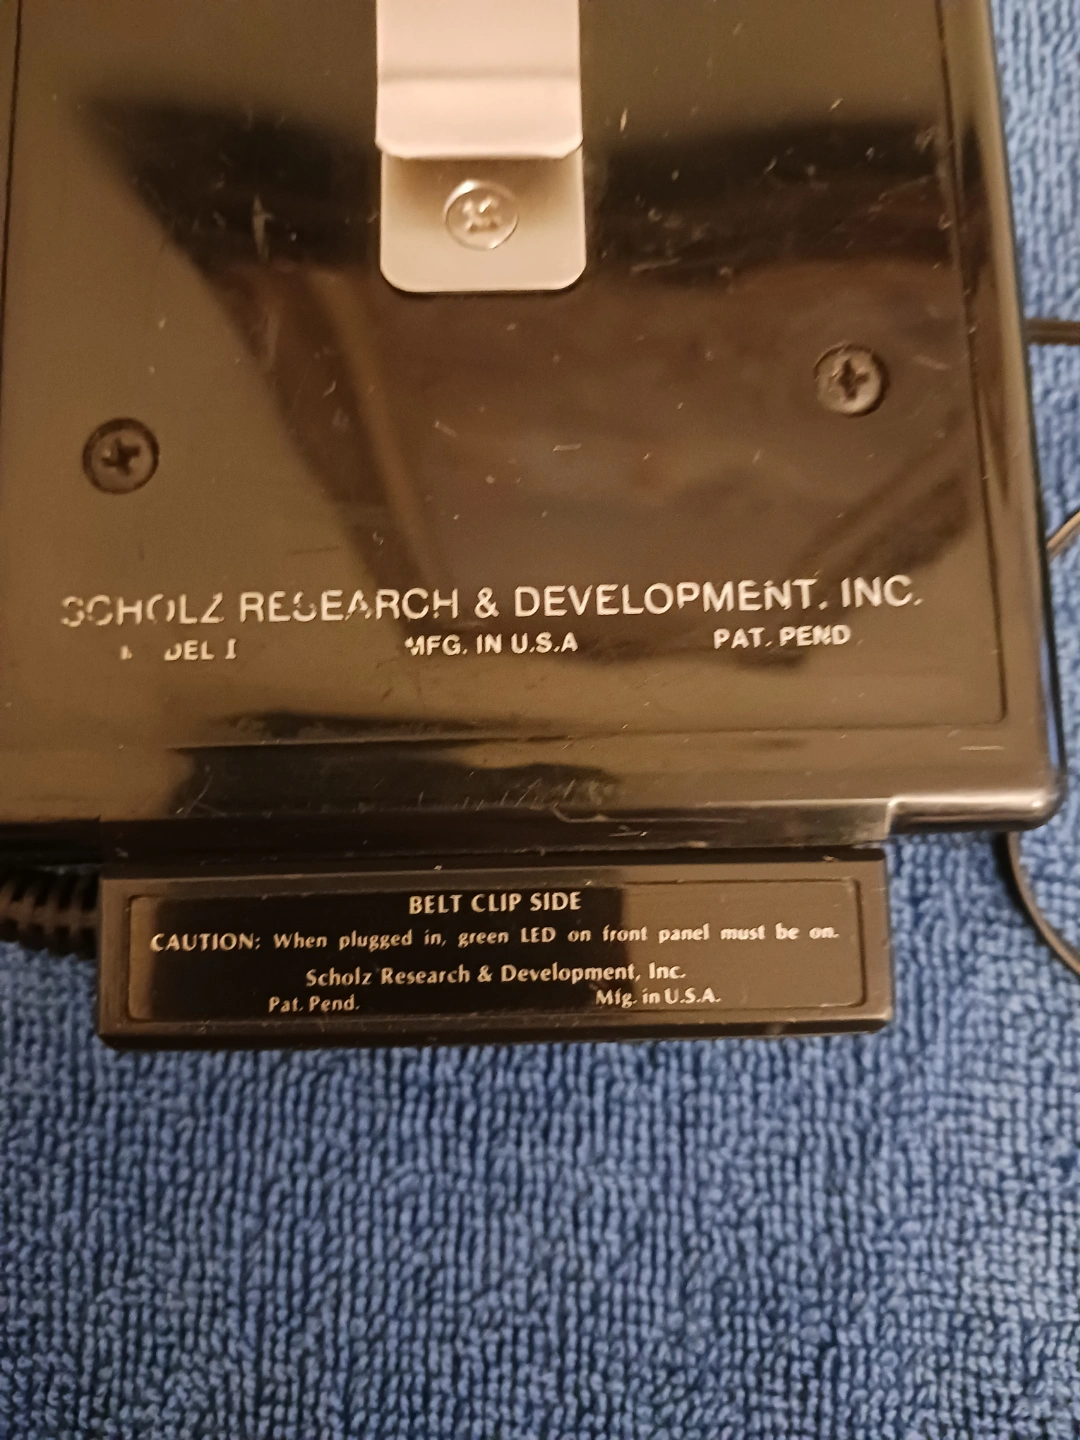 SCHOLZ RESEARCH & DEVELOPMENT, INC.
MODEL I MFG. IN U.S.A PAT. PEND
BELT CLIP SIDE
CAUTION: When plugged in, green LED on front panel must be on.
Scholz Research & Development, Inc.
Pat. Pend. Mfg. in U.S.A.